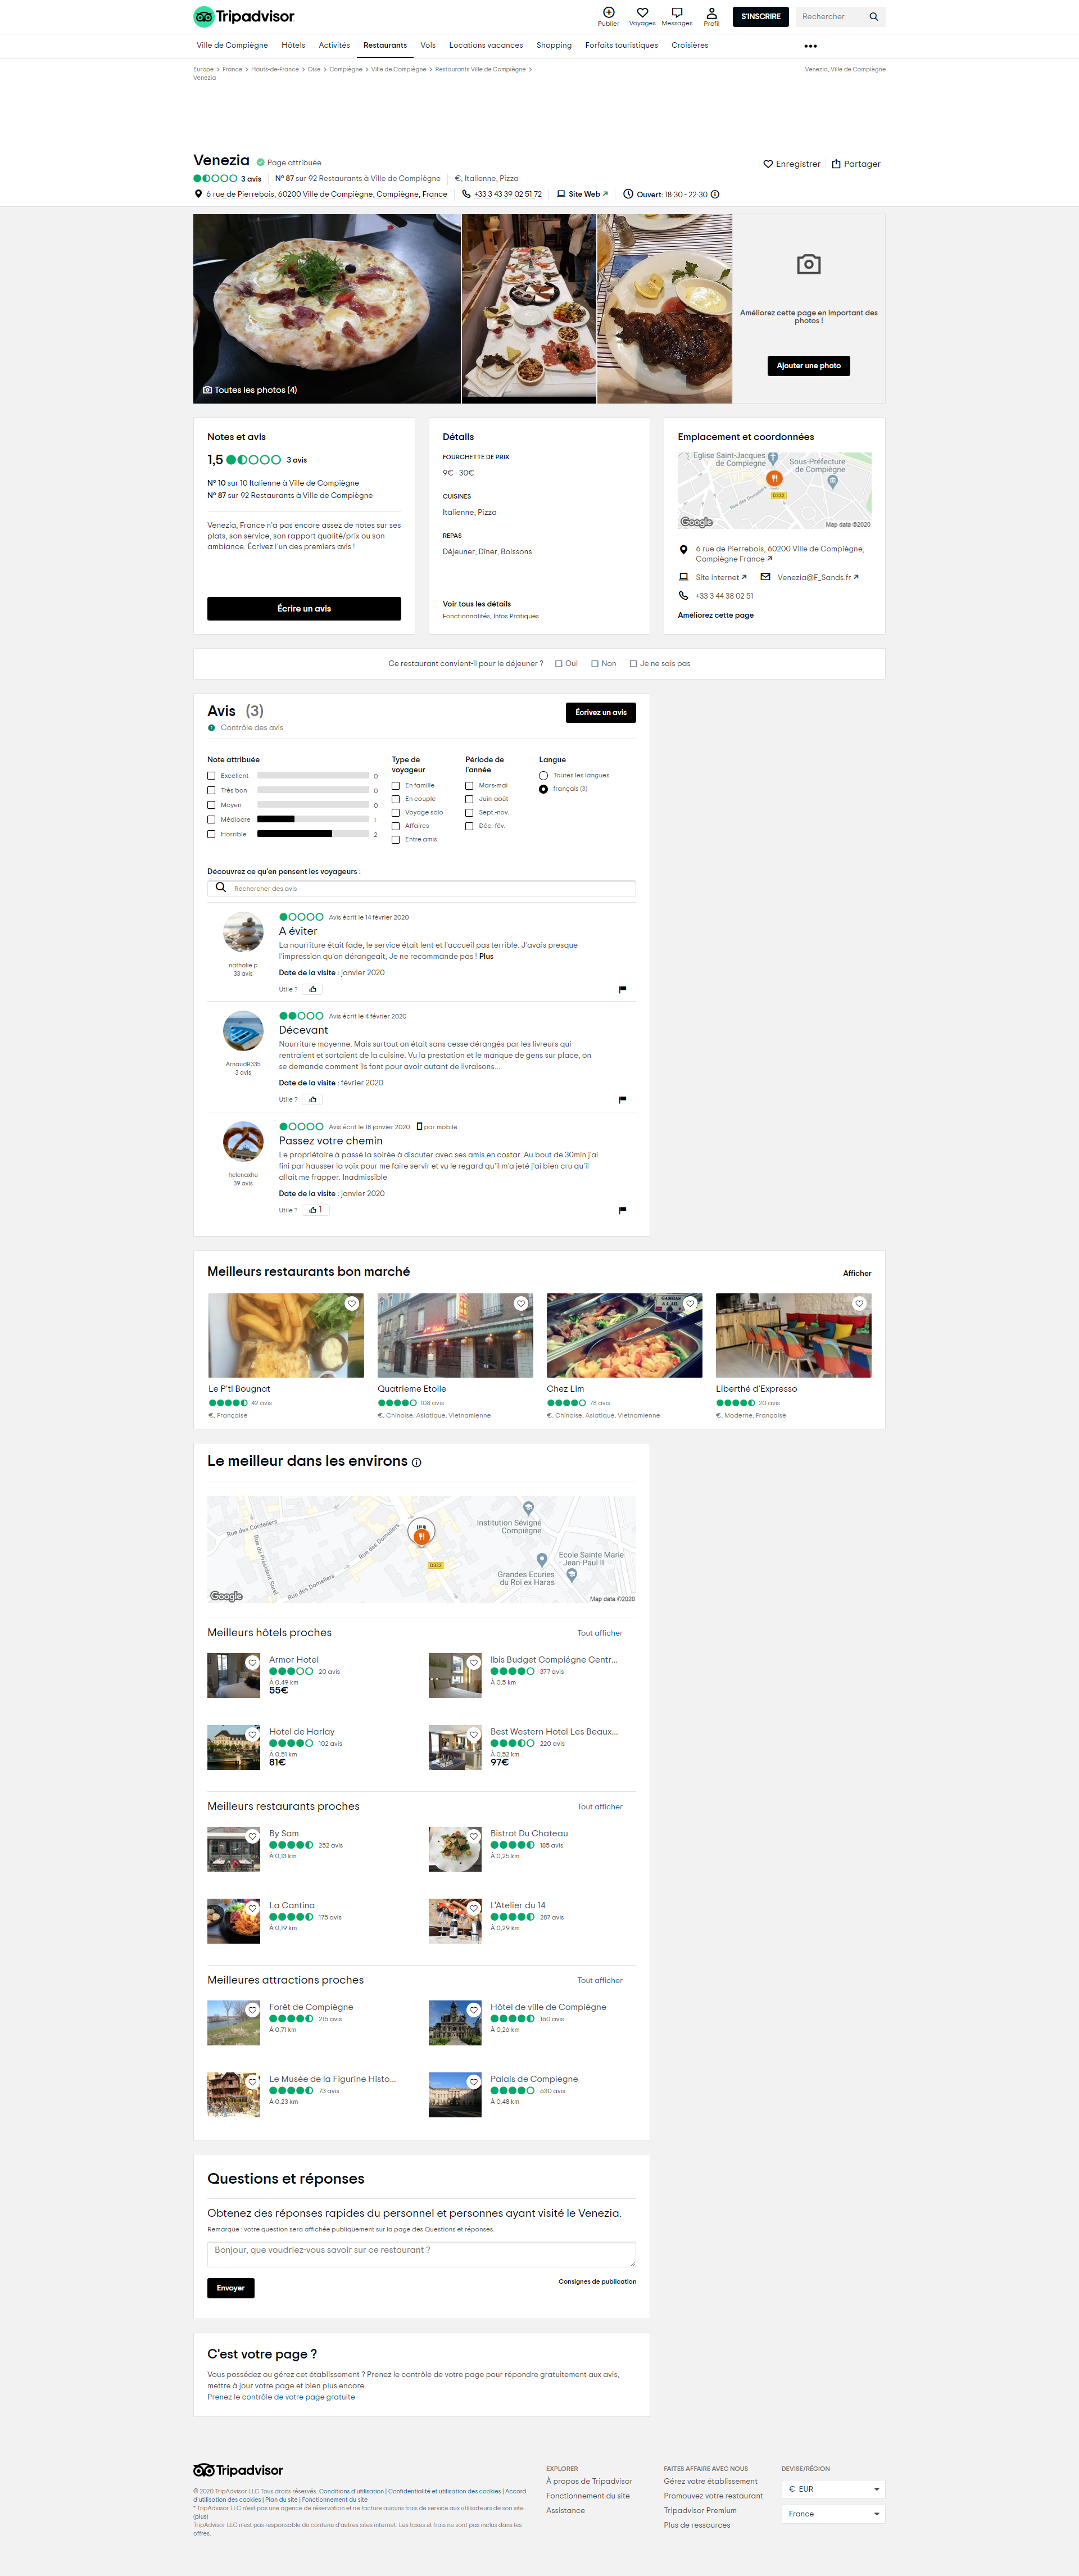 Tripadvisor
Publier
Voyages
Messages
Profil
S'INSCRIRE
Rechercher
Ville de Compiègne Hôtels Activités Restaurants Vols Locations vacances Shopping Forfaits touristiques Croisières
Europe > France > Hauts-de-France > Oise > Compiègne > Ville de Compiègne > Restaurants Ville de Compiègne >
Venezia
Venezia, Ville de Compiègne
Venezia Page attribuée
Enregistrer
Partager
3 avis N° 87 sur 92 Restaurants à Ville de Compiègne €, Italienne, Pizza
6 rue de Pierrebois, 60200 Ville de Compiègne, Compiègne, France +33 3 43 39 02 51 72 Site Web Ouvert: 18:30 - 22:30
Toutes les photos (4)
Améliorez cette page en important des
photos !
Ajouter une photo
Notes et avis
1,5 3 avis
N° 10 sur 10 Italienne à Ville de Compiègne
N° 87 sur 92 Restaurants à Ville de Compiègne
Venezia, France n'a pas encore assez de notes sur ses
plats, son service, son rapport qualité/prix ou son
ambiance. Écrivez l'un des premiers avis !
Écrire un avis
Détails
FOURCHETTE DE PRIX
9€ - 30€
CUISINES
Italienne, Pizza
REPAS
Déjeuner, Dîner, Boissons
Voir tous les détails
Fonctionnalités, Infos Pratiques
Emplacement et coordonnées
Eglise Saint-Jacques
de Compiegne
Sous-Préfecture
de Compiègne
Rue des Domeliers
D332
Google
Map data ©2020
6 rue de Pierrebois, 60200 Ville de Compiègne,
Compiègne France
Site internet
Venezia@F_Sands.fr
+33 3 44 38 02 51
Améliorez cette page
Ce restaurant convient-il pour le déjeuner ? Oui Non Je ne sais pas
Avis (3)
Écrivez un avis
Contrôle des avis
Note attribuée
Excellent 0
Très bon 0
Moyen 0
Médiocre 1
Horrible 2
Type de
voyageur
En famille
En couple
Voyage solo
Affaires
Entre amis
Période de
l'année
Mars-mai
Juin-août
Sept.-nov.
Déc.-fév.
Langue
Toutes les langues
français (3)
Découvrez ce qu'en pensent les voyageurs :
Rechercher des avis
nathalie p
33 avis
Avis écrit le 14 février 2020
A éviter
La nourriture était fade, le service était lent et l'accueil pas terrible. J'avais presque
l'impression qu'on dérangeait, Je ne recommande pas ! Plus
Date de la visite : janvier 2020
Utile ?
ArnaudR335
3 avis
Avis écrit le 4 février 2020
Décevant
Nourriture moyenne. Mais surtout on était sans cesse dérangés par les livreurs qui
rentraient et sortaient de la cuisine. Vu la prestation et le manque de gens sur place, on
se demande comment ils font pour avoir autant de livraisons...
Date de la visite : février 2020
Utile ?
helenaxhu
39 avis
Avis écrit le 18 janvier 2020 par mobile
Passez votre chemin
Le propriétaire à passé la soirée à discuter avec ses amis en costar. Au bout de 30min j'ai
fini par hausser la voix pour me faire servir et vu le regard qu'il m'a jeté j'ai bien cru qu'il
allait me frapper. Inadmissible
Date de la visite : janvier 2020
Utile ? 1
Meilleurs restaurants bon marché
Afficher
Le P'ti Bougnat
42 avis
€, Française
Quatrieme Etoile
108 avis
€, Chinoise, Asiatique, Vietnamienne
Chez Lim
78 avis
€, Chinoise, Asiatique, Vietnamienne
Liberthé d'Expresso
20 avis
€, Moderne, Française
Le meilleur dans les environs
Rue des Cordeliers
Rue du Président Sorel
Rue des Domeliers
Rue des Domeliers
D332
Institution Sévigné
Compiègne
Ecole Sainte Marie
- Jean-Paul II
Grandes Ecuries
du Roi ex Haras
Google
Map data ©2020
Meilleurs hôtels proches
Tout afficher
Armor Hotel
20 avis
À 0,49 km
55€
Ibis Budget Compiégne Centr...
377 avis
À 0,5 km
Hotel de Harlay
102 avis
À 0,51 km
81€
Best Western Hotel Les Beaux...
220 avis
À 0,52 km
97€
Meilleurs restaurants proches
Tout afficher
By Sam
252 avis
À 0,13 km
Bistrot Du Chateau
185 avis
À 0,25 km
La Cantina
175 avis
À 0,19 km
L'Atelier du 14
287 avis
À 0,29 km
Meilleures attractions proches
Tout afficher
Forêt de Compiègne
215 avis
À 0,71 km
Hôtel de ville de Compiègne
160 avis
À 0,26 km
Le Musée de la Figurine Histo...
73 avis
À 0,23 km
Palais de Compiegne
630 avis
À 0,48 km
Questions et réponses
Obtenez des réponses rapides du personnel et personnes ayant visité le Venezia.
Remarque : votre question sera affichée publiquement sur la page des Questions et réponses.
Bonjour, que voudriez-vous savoir sur ce restaurant ?
Envoyer
Consignes de publication
C'est votre page ?
Vous possédez ou gérez cet établissement ? Prenez le contrôle de votre page pour répondre gratuitement aux avis,
mettre à jour votre page et bien plus encore.
Prenez le contrôle de votre page gratuite
Tripadvisor
© 2020 TripAdvisor LLC Tous droits réservés. Conditions d'utilisation | Confidentialité et utilisation des cookies | Accord
d'utilisation des cookies | Plan du site | Fonctionnement du site
* TripAdvisor LLC n'est pas une agence de réservation et ne facture aucuns frais de service aux utilisateurs de son site...
(plus)
TripAdvisor LLC n'est pas responsable du contenu d'autres sites internet. Les taxes et frais ne sont pas inclus dans les
offres.
EXPLORER
À propos de Tripadvisor
Fonctionnement du site
Assistance
FAITES AFFAIRE AVEC NOUS
Gérez votre établissement
Promouvez votre restaurant
Tripadvisor Premium
Plus de ressources
DEVISE/RÉGION
€ EUR
France